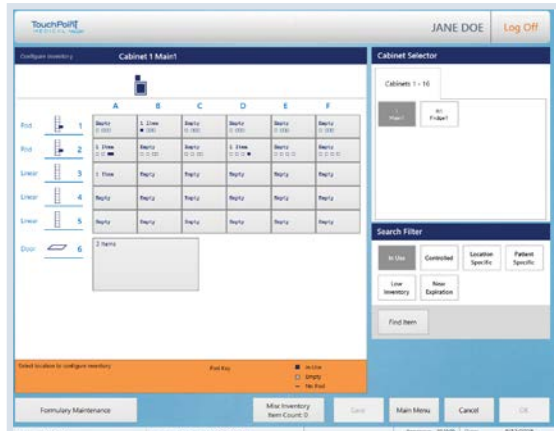 TouchPoint
MEDICAL
JANE DOE
Log Off
Configure Inventory
Cabinet 1 Main1
Cabinet Selector
Cabinets 1 - 16
1
Main1
Fridge1
A B C D E F
Pod 1 Empty 1 Item Empty Empty Empty Empty
Pod 2 1 Item Empty Empty 1 Item Empty Empty
Linear 3 1 Item Empty Empty Empty Empty Empty
Linear 4 Empty Empty Empty Empty Empty Empty
Linear 5 Empty Empty Empty Empty Empty Empty
Door 6 2 Items
Search Filter
In Use
Controlled
Location Specific
Patient Specific
Low Inventory
Near Expiration
Find Item
Select location to configure inventory
Pod Key
In Use
Empty
No Pod
Formulary Maintenance
Misc Inventory
Item Count: 0
Save
Main Menu
Cancel
OK